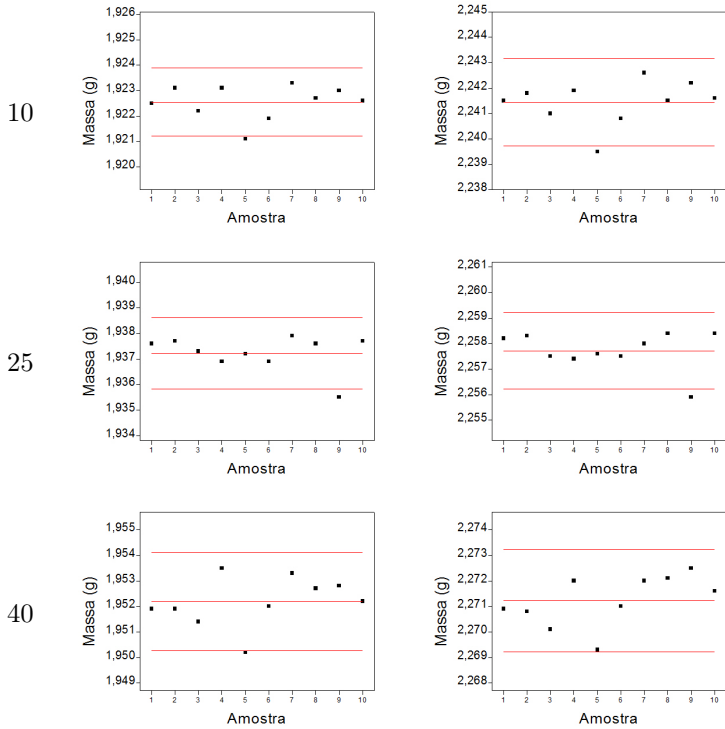 10
Massa (g)
1,926
1,925
1,924
1,923
1,922
1,921
1,920
1 2 3 4 5 6 7 8 9 10
Amostra
Massa (g)
2,245
2,244
2,243
2,242
2,241
2,240
2,239
2,238
1 2 3 4 5 6 7 8 9 10
Amostra
25
Massa (g)
1,940
1,939
1,938
1,937
1,936
1,935
1,934
1 2 3 4 5 6 7 8 9 10
Amostra
Massa (g)
2,261
2,260
2,259
2,258
2,257
2,256
2,255
1 2 3 4 5 6 7 8 9 10
Amostra
40
Massa (g)
1,955
1,954
1,953
1,952
1,951
1,950
1,949
1 2 3 4 5 6 7 8 9 10
Amostra
Massa (g)
2,274
2,273
2,272
2,271
2,270
2,269
2,268
1 2 3 4 5 6 7 8 9 10
Amostra